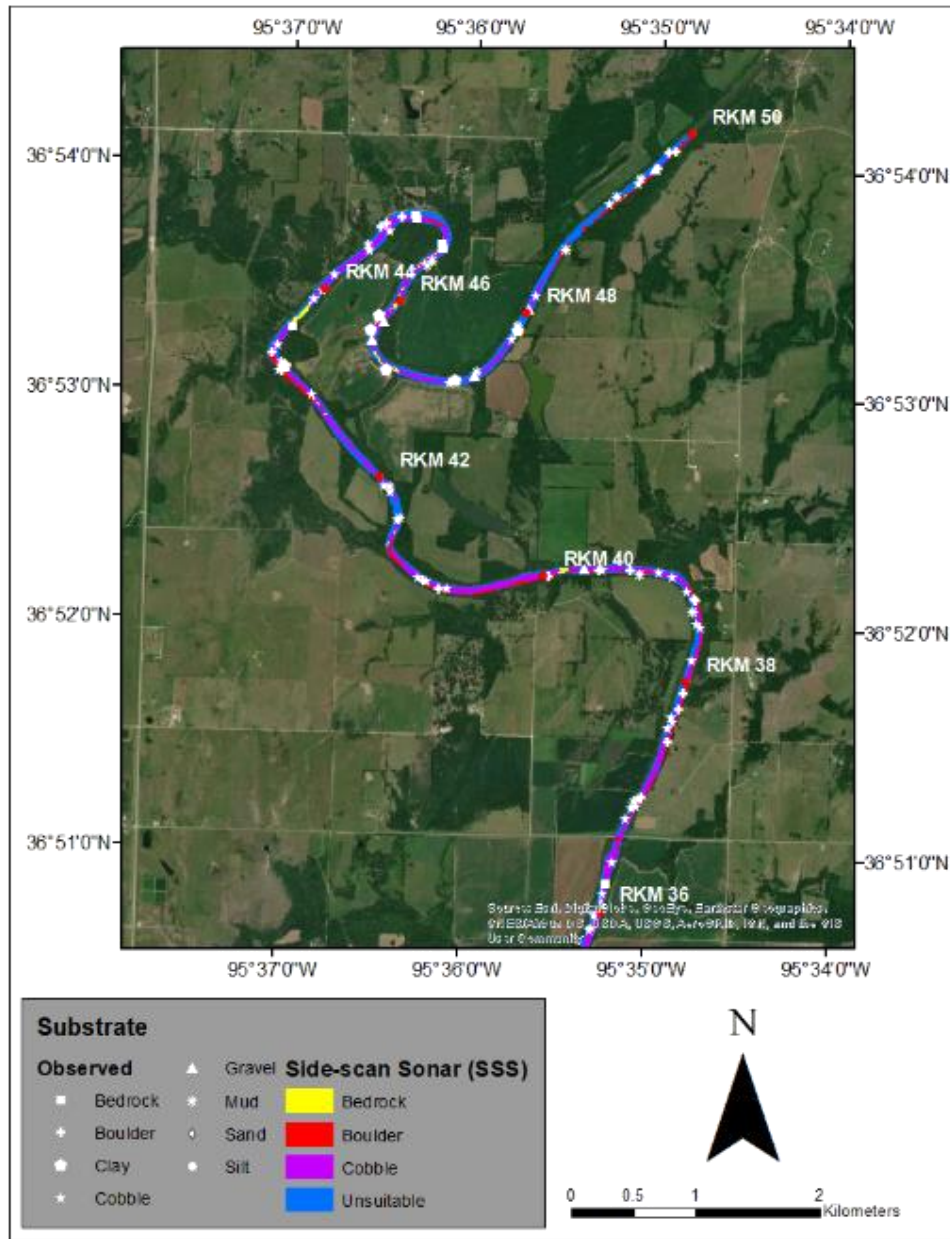 95°37'0"W 95°36'0"W 95°35'0"W 95°34'0"W
RKM 50
36°54'0"N
36°54'0"N
RKM 44
RKM 46
RKM 48
36°53'0"N
36°53'0"N
RKM 42
RKM 40
36°52'0"N
36°52'0"N
RKM 38
36°51'0"N
36°51'0"N
RKM 36
User Community
95°37'0"W 95°36'0"W 95°35'0"W 95°34'0"W
Substrate
Observed
Bedrock
Boulder
Clay
Cobble
Gravel
Mud
Sand
Silt
Side-scan Sonar (SSS)
Bedrock
Boulder
Cobble
Unsuitable
N
0 0.5 1 2
Kilometers